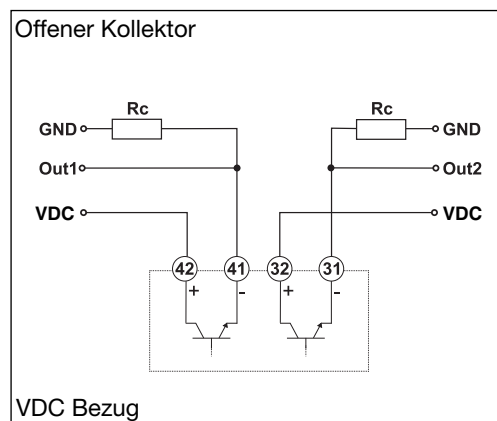 Offener Kollektor
Rc Rc
GND GND
Out1 Out2
VDC VDC
42 41 32 31
+ - + -
VDC Bezug